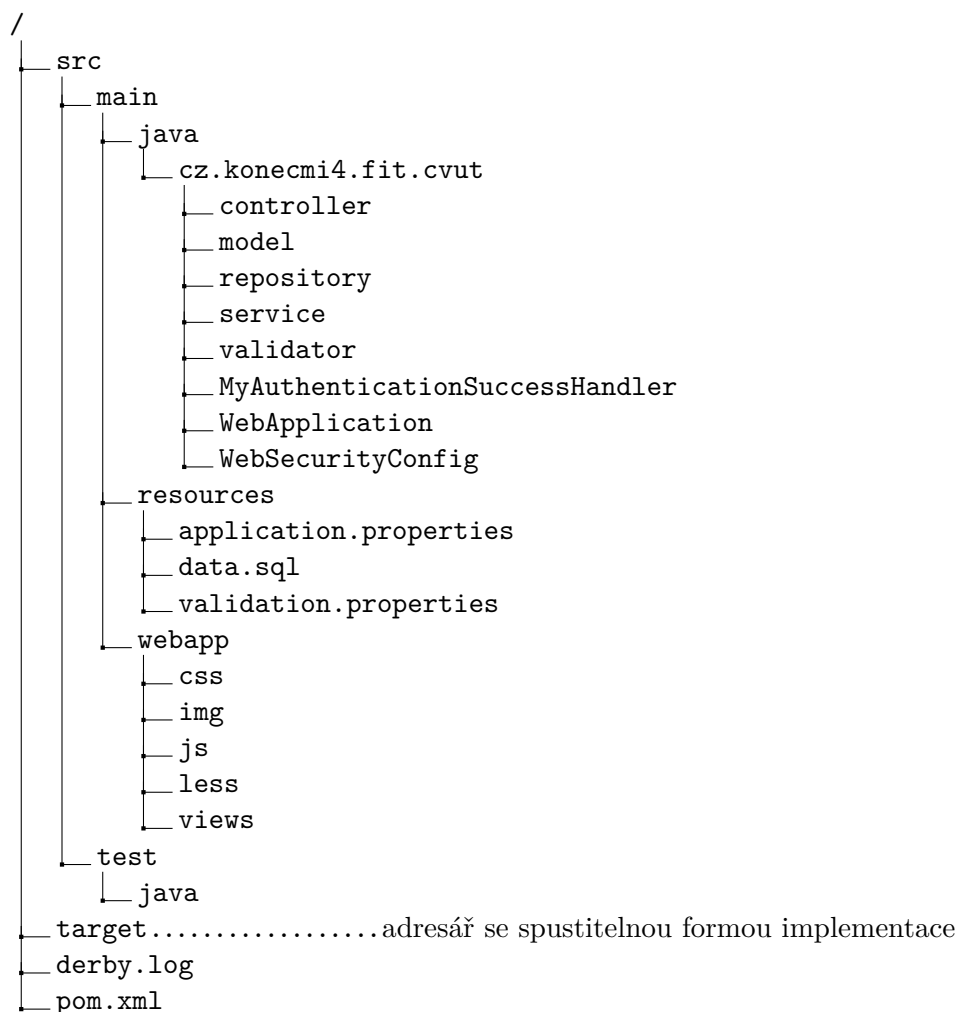 /
src
main
java
cz.konecmi4.fit.cvut
controller
model
repository
service
validator
MyAuthenticationSuccessHandler
WebApplication
WebSecurityConfig
resources
application.properties
data.sql
validation.properties
webapp
css
img
js
less
views
test
java
target..................adresář se spustitelnou formou implementace
derby.log
pom.xml